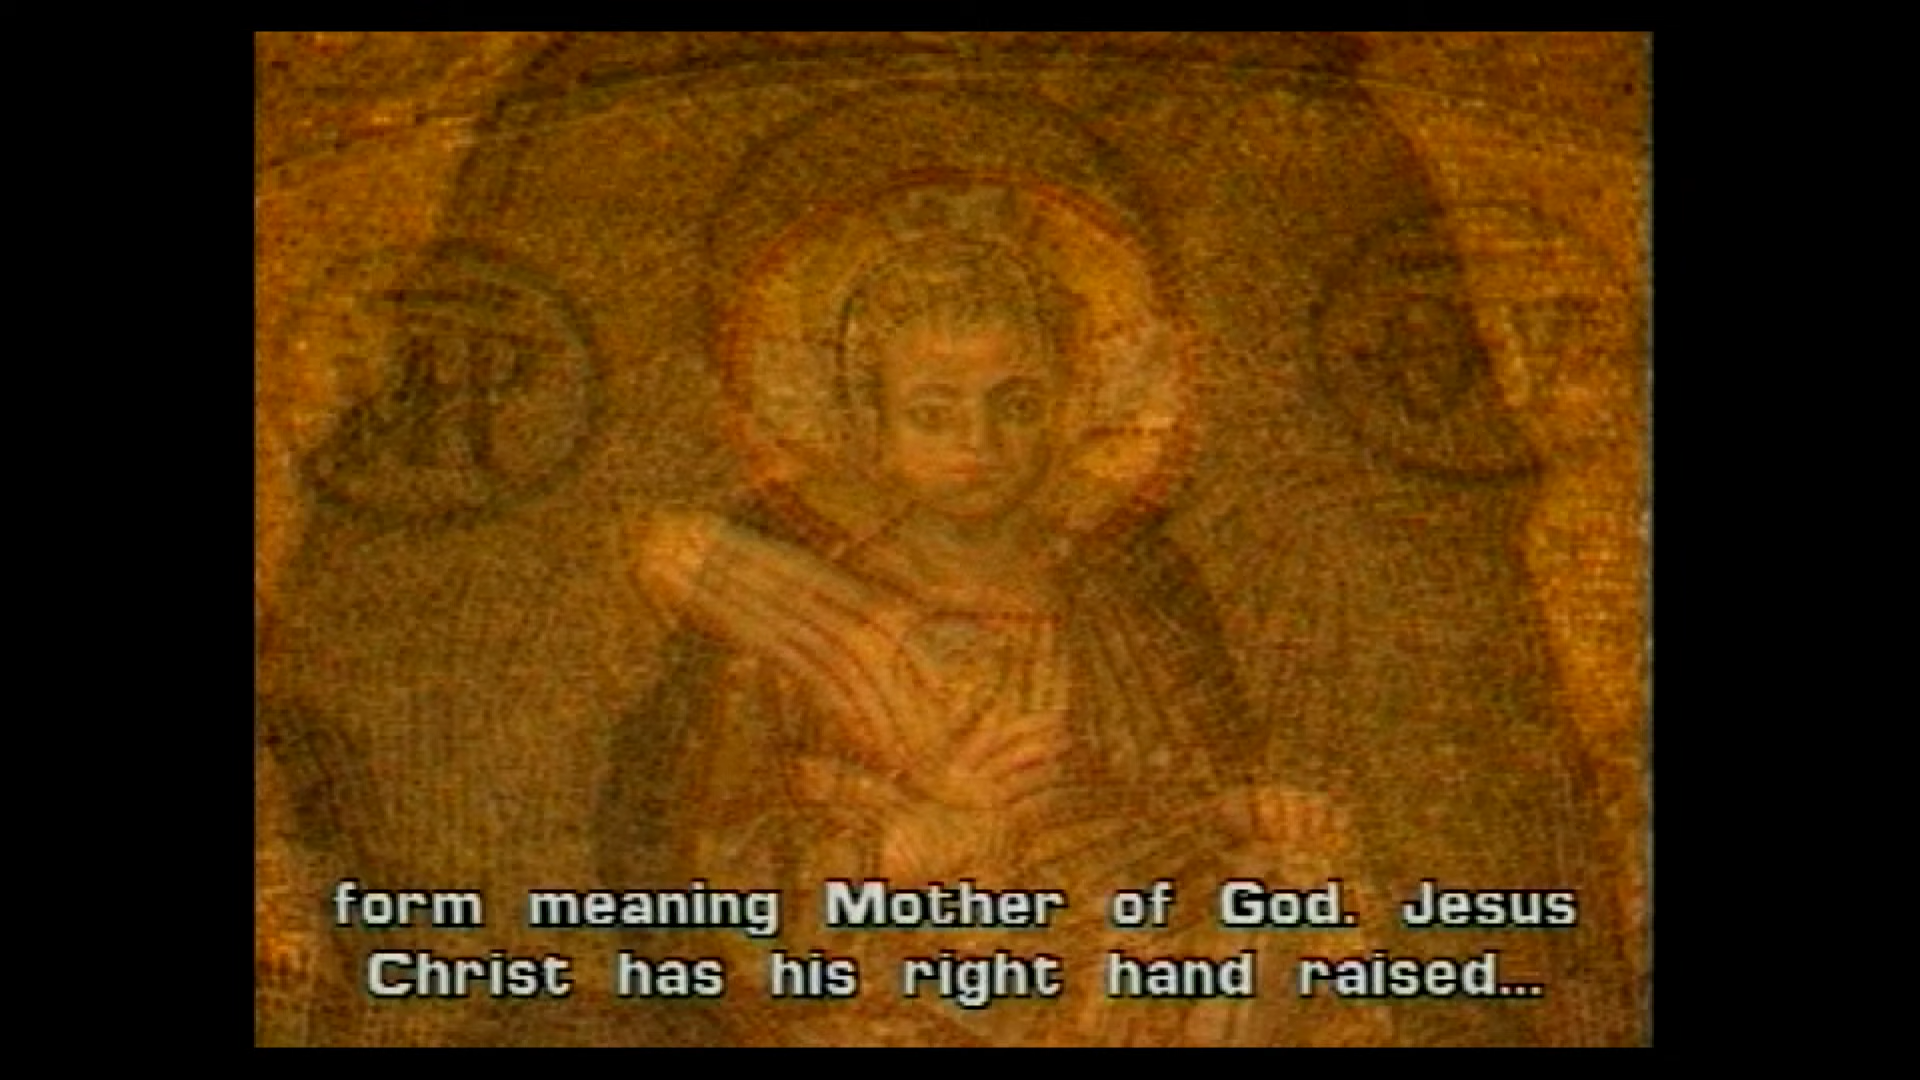 form meaning Mother of God. Jesus
Christ has his right hand raised...